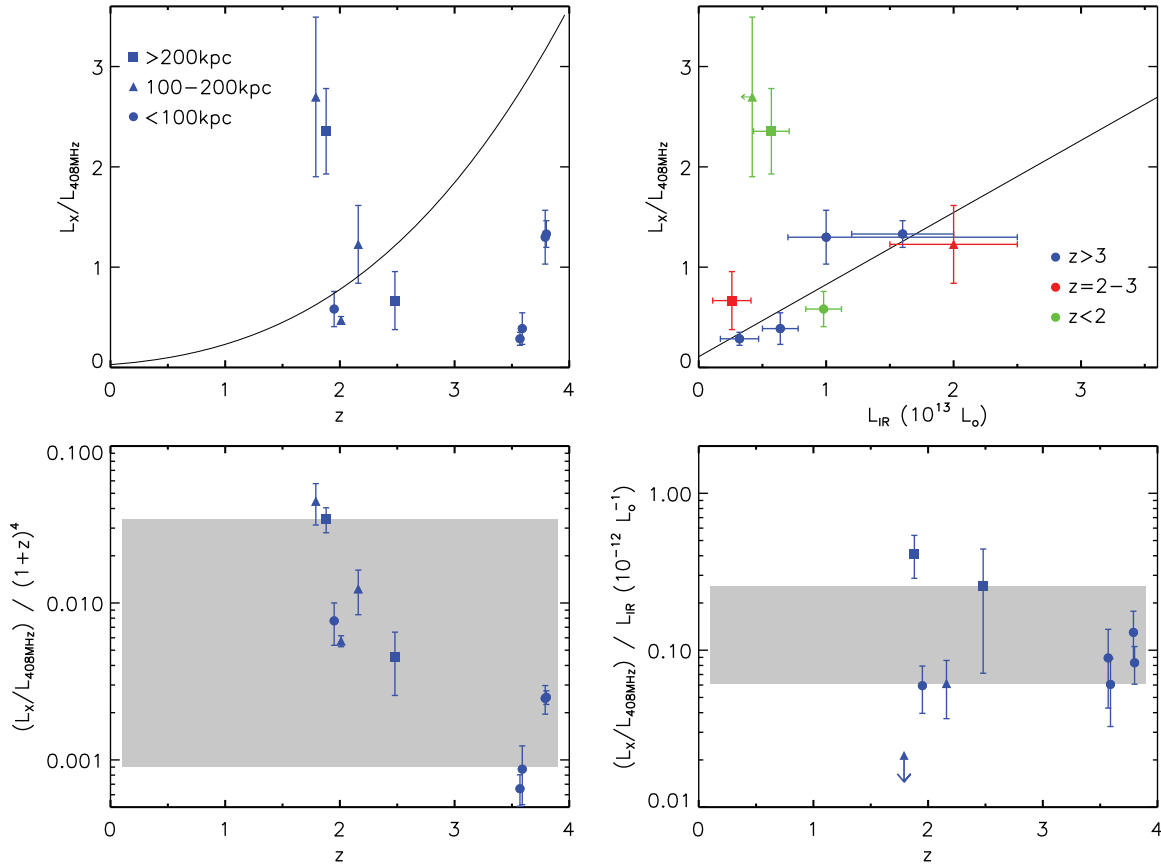 3
2
1
0
L_X/L_408MHz
>200kpc
100−200kpc
<100kpc
0 1 2 3 4
z
3
2
1
0
L_X/L_408MHz
z>3
z=2−3
z<2
0 1 2 3
L_IR (10^13 L_o)
0.100
0.010
0.001
(L_X/L_408MHz) / (1+z)^4
0 1 2 3 4
z
1.00
0.10
0.01
(L_X/L_408MHz) / L_IR (10^−12 L_o^−1)
0 1 2 3 4
z